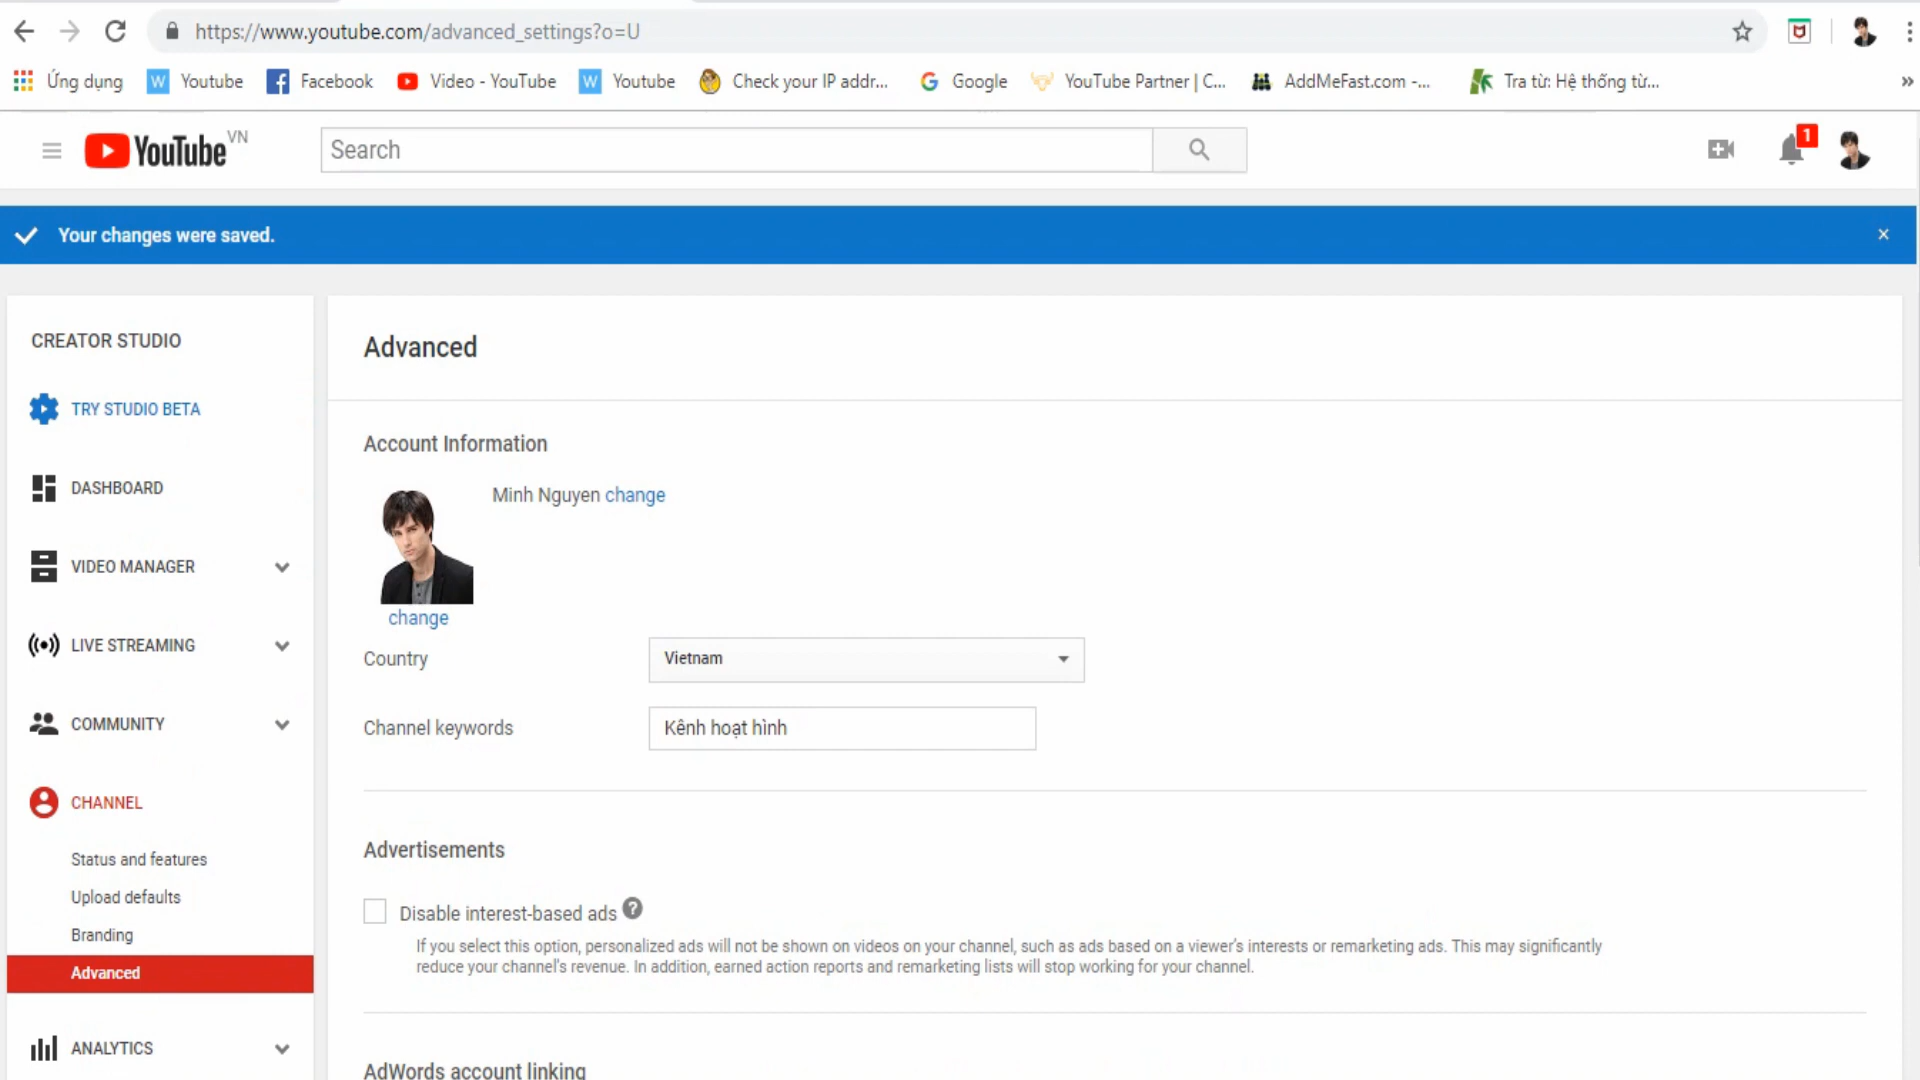 https://www.youtube.com/advanced_settings?o=U
Ứng dụng Youtube Facebook Video - YouTube Youtube Check your IP addr... Google YouTube Partner | C... AddMeFast.com -... Tra từ: Hệ thống từ... »
YouTube VN Search 1
Your changes were saved. ×
CREATOR STUDIO
TRY STUDIO BETA
DASHBOARD
VIDEO MANAGER
LIVE STREAMING
COMMUNITY
CHANNEL
Status and features
Upload defaults
Branding
Advanced
ANALYTICS
Advanced
Account Information
Minh Nguyen change
change
Country Vietnam
Channel keywords Kênh hoạt hình
Advertisements
Disable interest-based ads ?
If you select this option, personalized ads will not be shown on videos on your channel, such as ads based on a viewer's interests or remarketing ads. This may significantly
reduce your channel's revenue. In addition, earned action reports and remarketing lists will stop working for your channel.
AdWords account linking